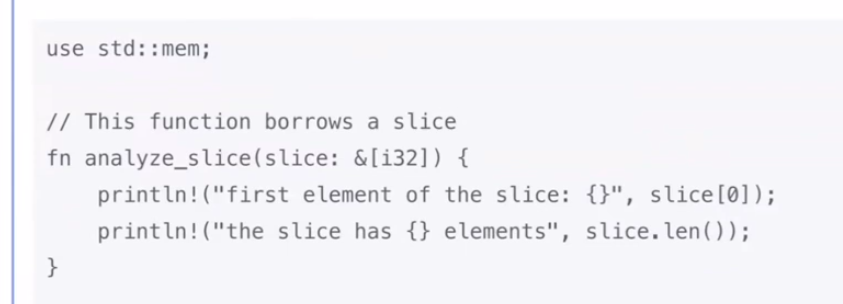 use std::mem;
// This function borrows a slice
fn analyze_slice(slice: &[i32]) {
    println!("first element of the slice: {}", slice[0]);
    println!("the slice has {} elements", slice.len());
}